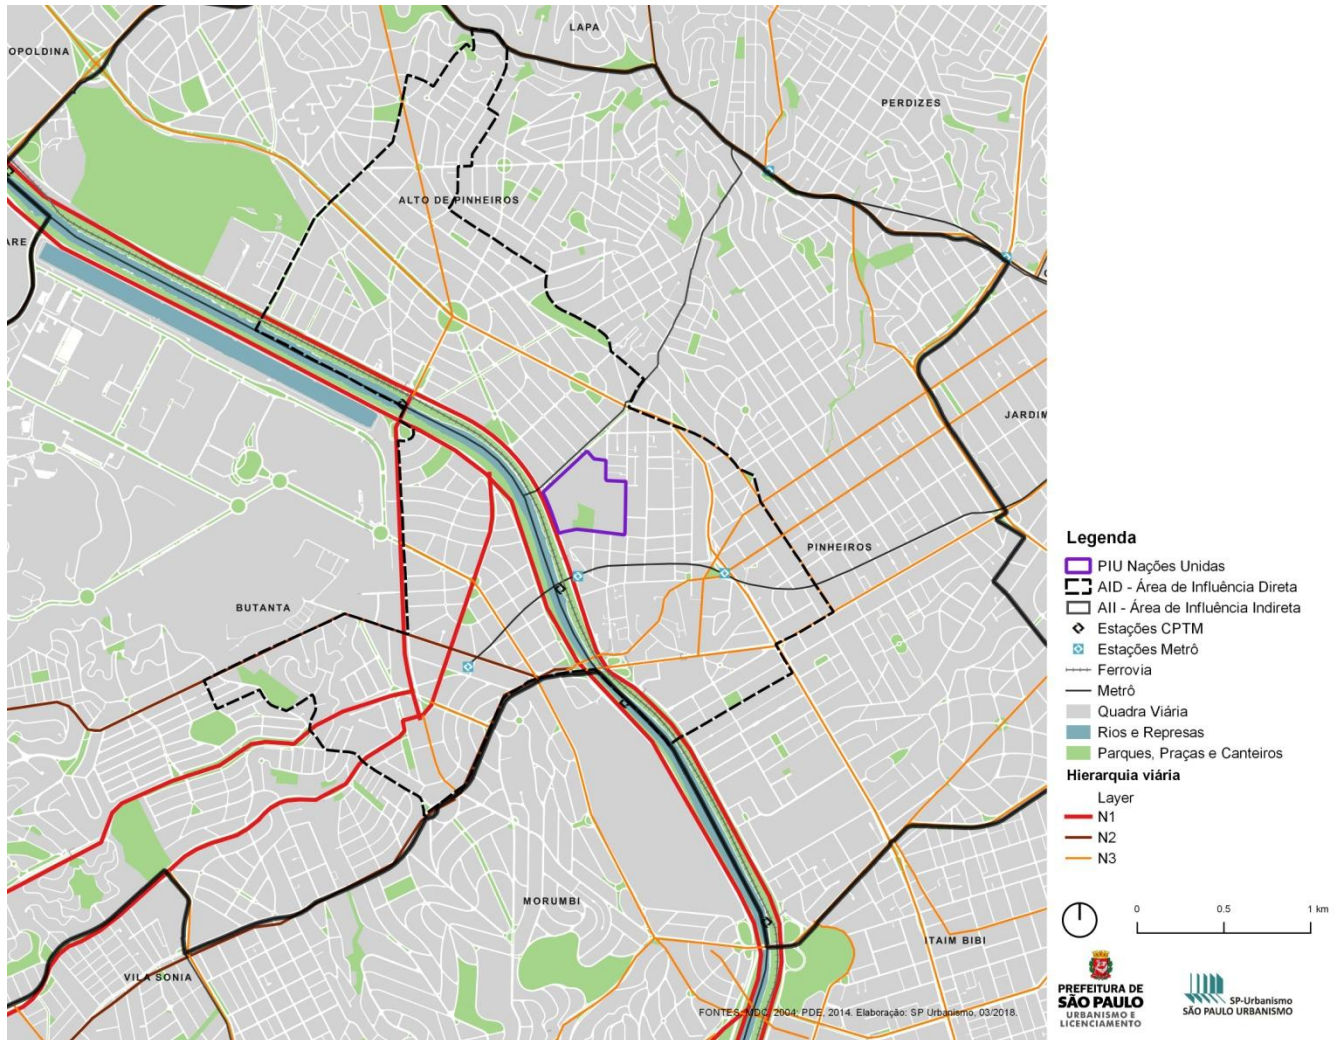 LAPA
OPOLDINA
PERDIZES
ALTO DE PINHEIROS
ARE
JARDIM
PINHEIROS
BUTANTA
MORUMBI
ITAIM BIBI
VILA SONIA
FONTES: MDC, 2004; PDE, 2014. Elaboração: SP Urbanismo, 03/2018.
Legenda
PIU Nações Unidas
AID - Área de Influência Direta
AII - Área de Influência Indireta
Estações CPTM
Estações Metrô
Ferrovia
Metrô
Quadra Viária
Rios e Represas
Parques, Praças e Canteiros
Hierarquia viária
Layer
N1
N2
N3
0 0.5 1 km
PREFEITURA DE
SÃO PAULO
URBANISMO E
LICENCIAMENTO
SP-Urbanismo
SÃO PAULO URBANISMO